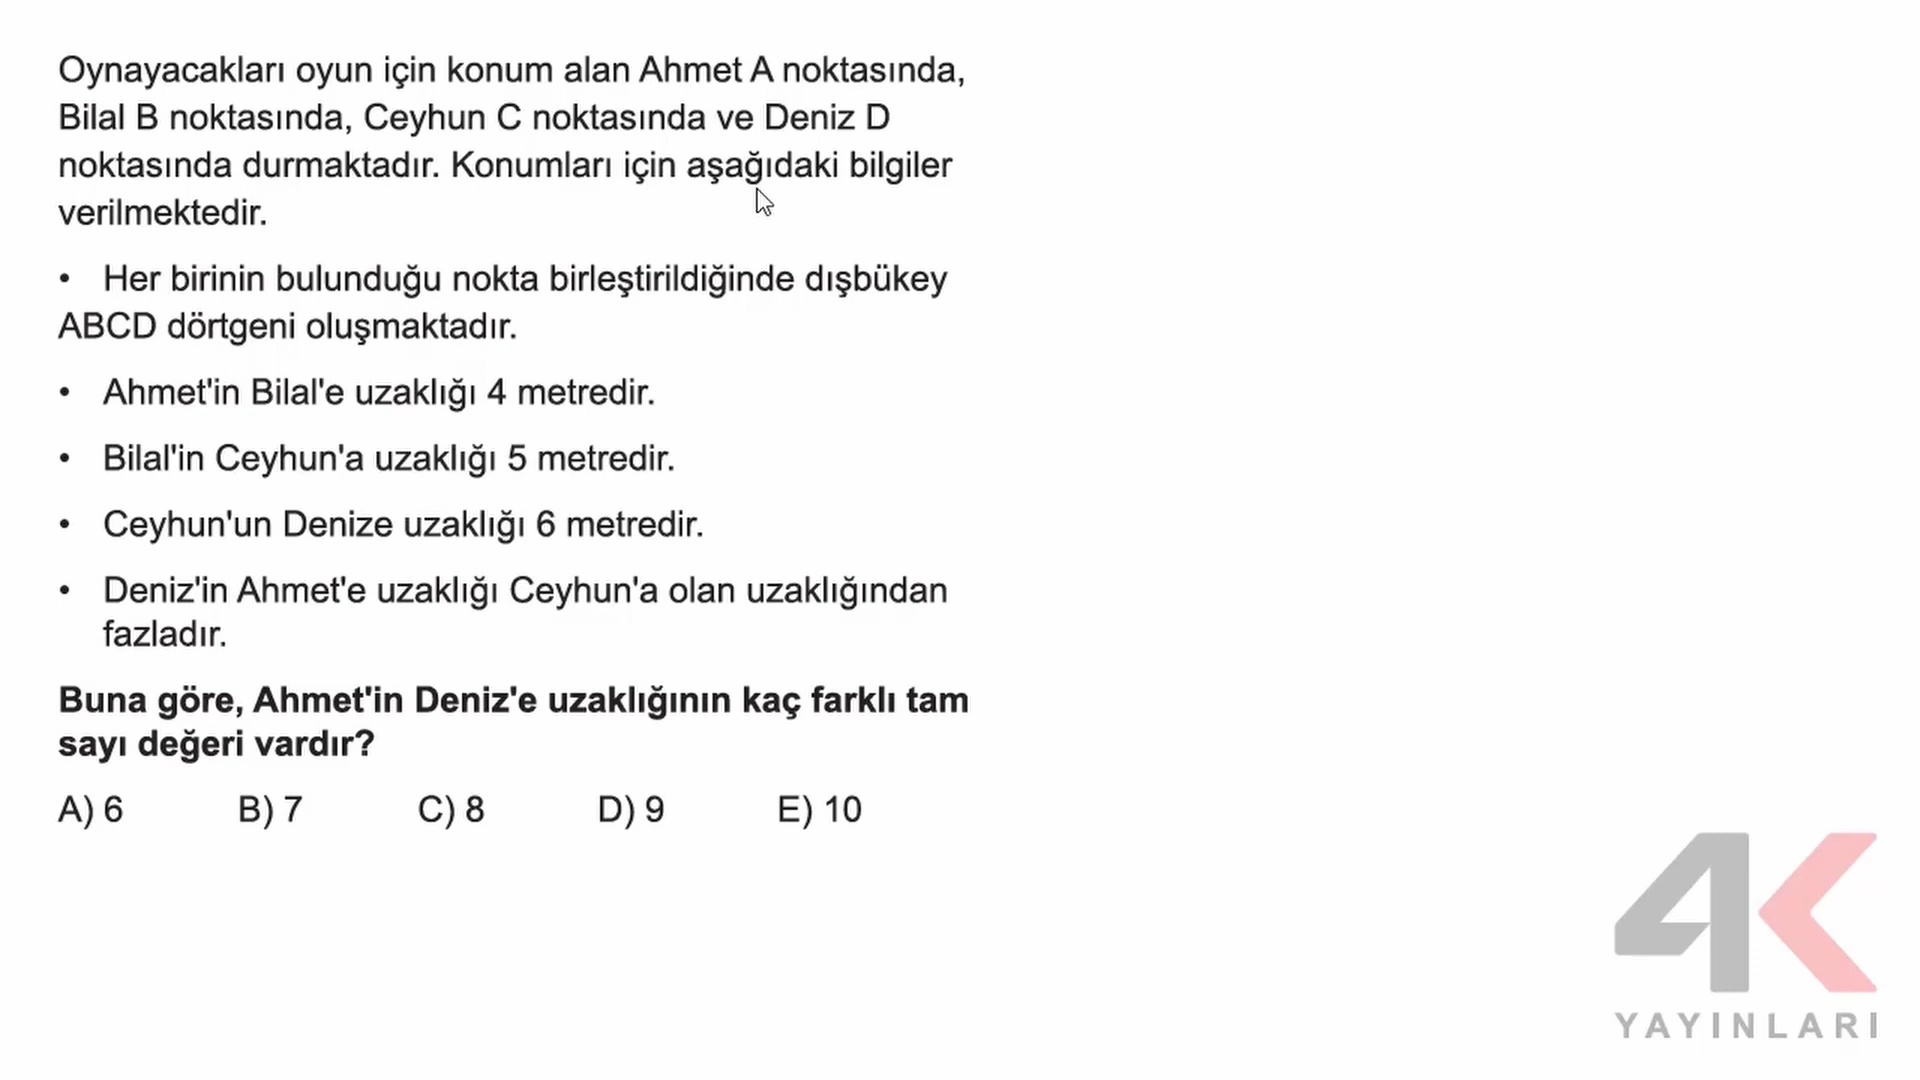 Oynayacakları oyun için konum alan Ahmet A noktasında,
Bilal B noktasında, Ceyhun C noktasında ve Deniz D
noktasında durmaktadır. Konumları için aşağıdaki bilgiler
verilmektedir.
• Her birinin bulunduğu nokta birleştirildiğinde dışbükey
ABCD dörtgeni oluşmaktadır.
• Ahmet'in Bilal'e uzaklığı 4 metredir.
• Bilal'in Ceyhun'a uzaklığı 5 metredir.
• Ceyhun'un Denize uzaklığı 6 metredir.
• Deniz'in Ahmet'e uzaklığı Ceyhun'a olan uzaklığından
fazladır.
Buna göre, Ahmet'in Deniz'e uzaklığının kaç farklı tam
sayı değeri vardır?
A) 6 B) 7 C) 8 D) 9 E) 10
4K
YAYINLARI